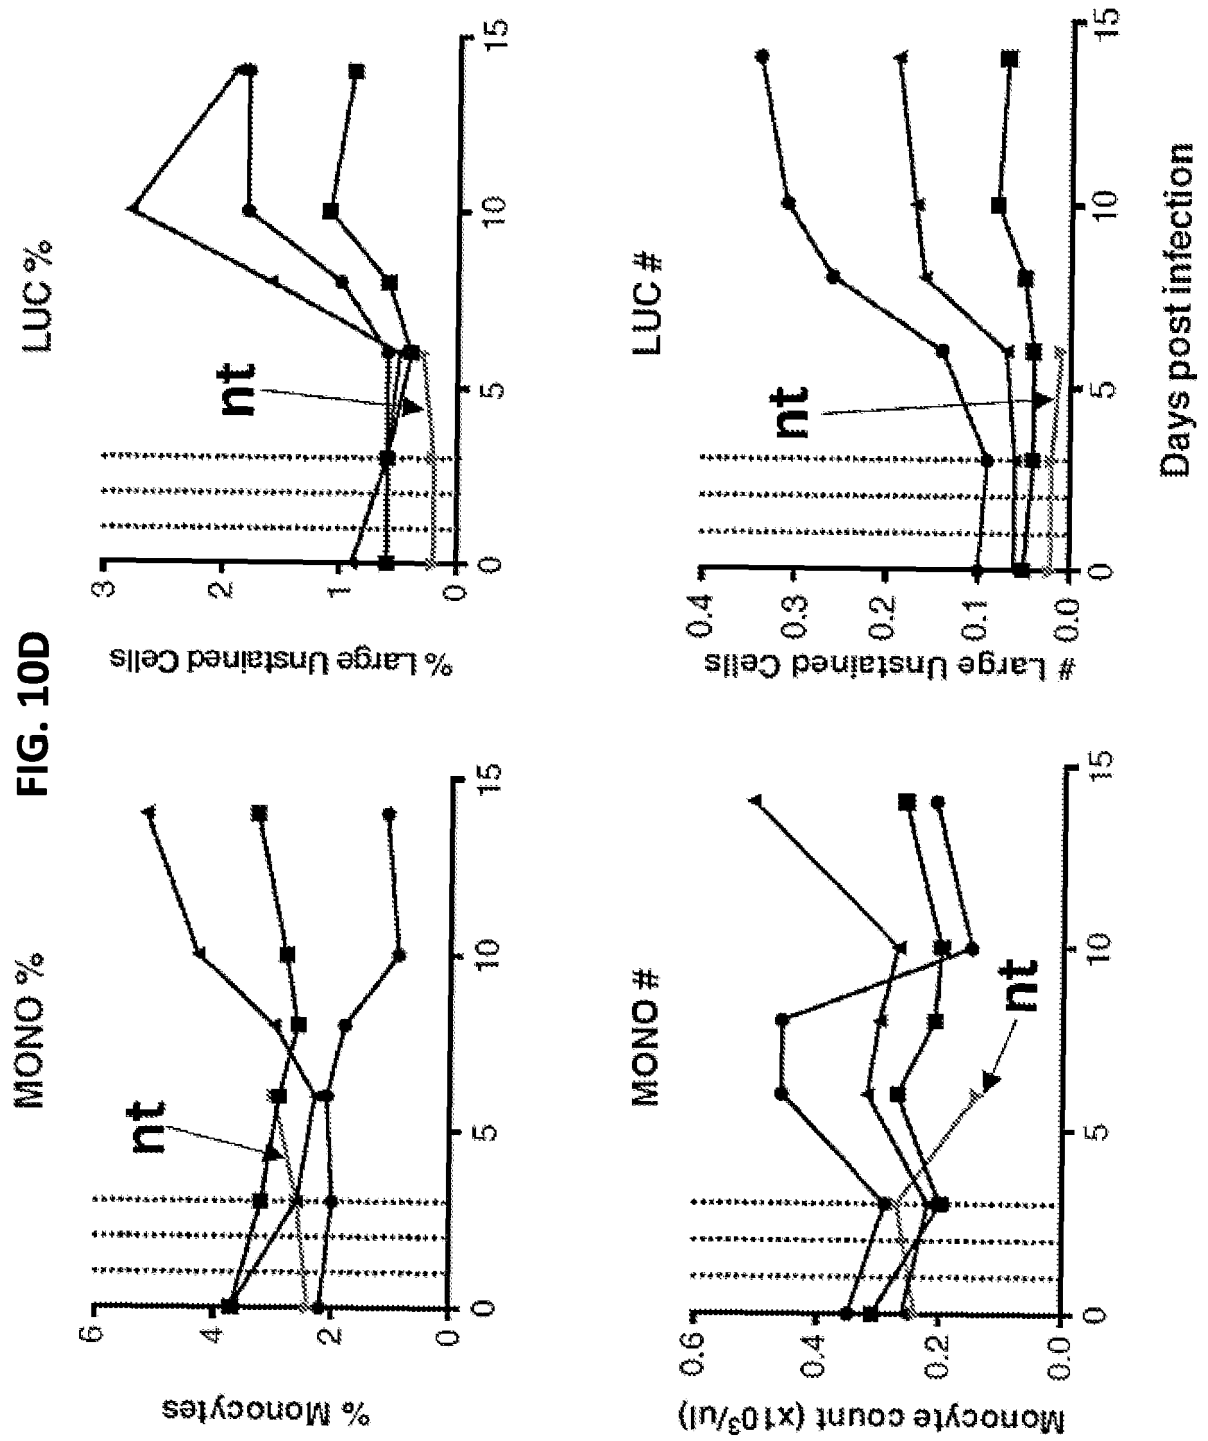 FIG. 10D
MONO %
% Monocytes
6
4
2
0
nt
0
5
10
15
LUC %
% Large Unstained Cells
3
2
1
0
nt
0
5
10
15
MONO #
Monocyte count (x10³/ul)
0.6
0.4
0.2
0.0
nt
0
5
10
15
LUC #
# Large Unstained Cells
0.4
0.3
0.2
0.1
0.0
nt
0
5
10
15
Days post infection